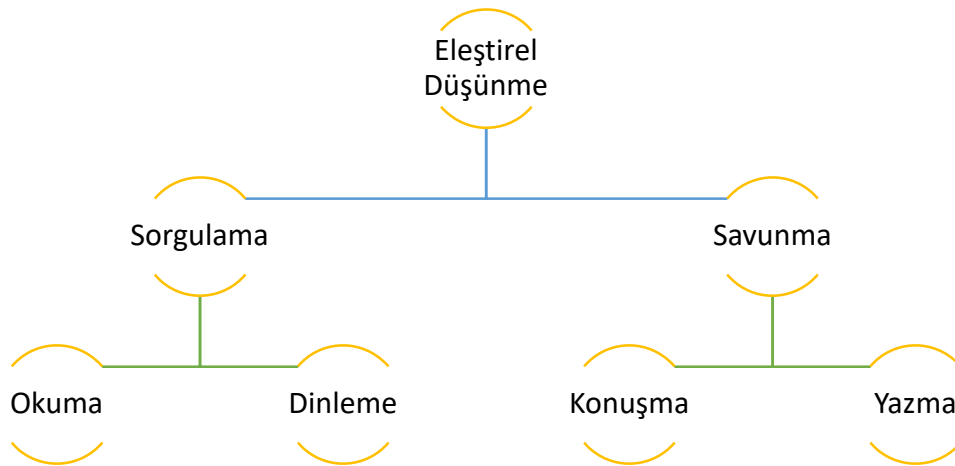 Eleştirel
Düşünme
Sorgulama
Savunma
Okuma
Dinleme
Konuşma
Yazma